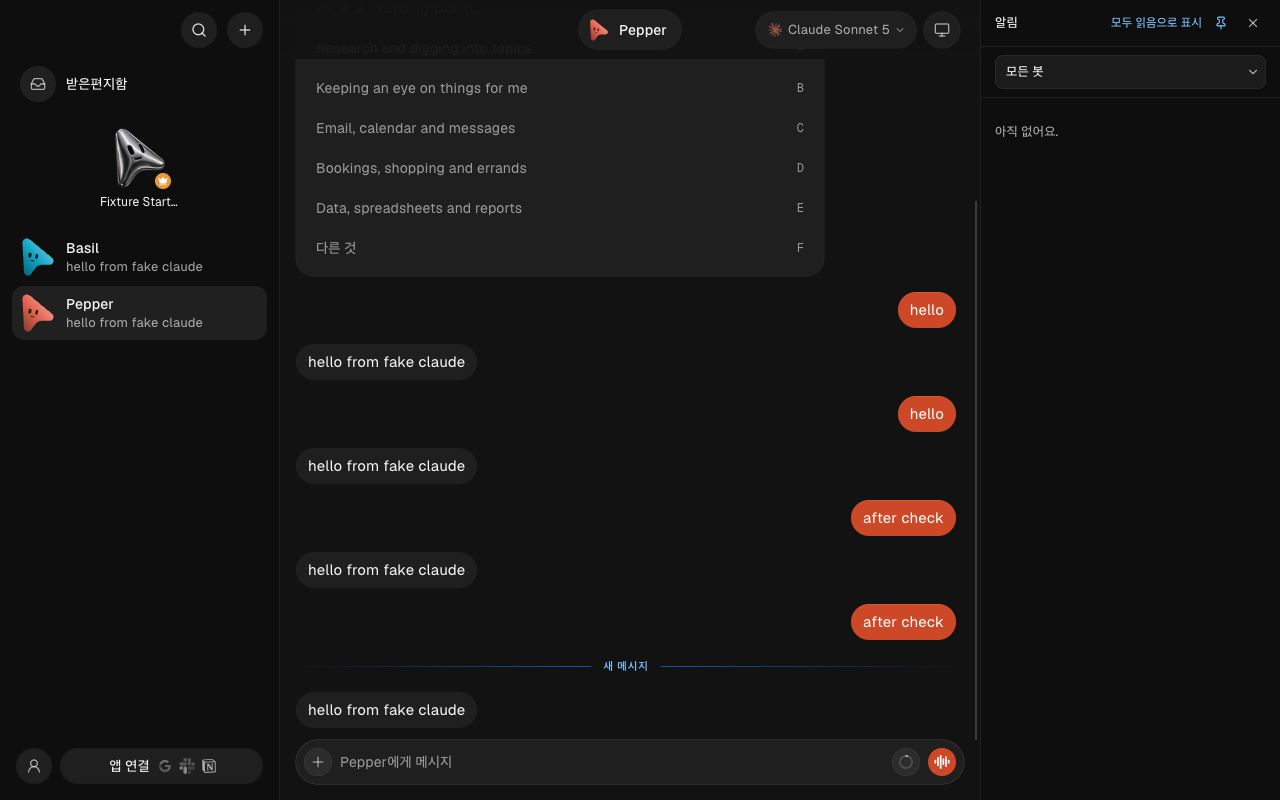 받은편지함
Fixture Start...
Basil
hello from fake claude
Pepper
hello from fake claude
앱 연결
Pepper
Claude Sonnet 5
Research and digging into topics
Keeping an eye on things for me
B
Email, calendar and messages
C
Bookings, shopping and errands
D
Data, spreadsheets and reports
E
다른 것
F
hello
hello from fake claude
hello
hello from fake claude
after check
hello from fake claude
after check
새 메시지
hello from fake claude
Pepper에게 메시지
알림
모두 읽음으로 표시
모든 봇
아직 없어요.